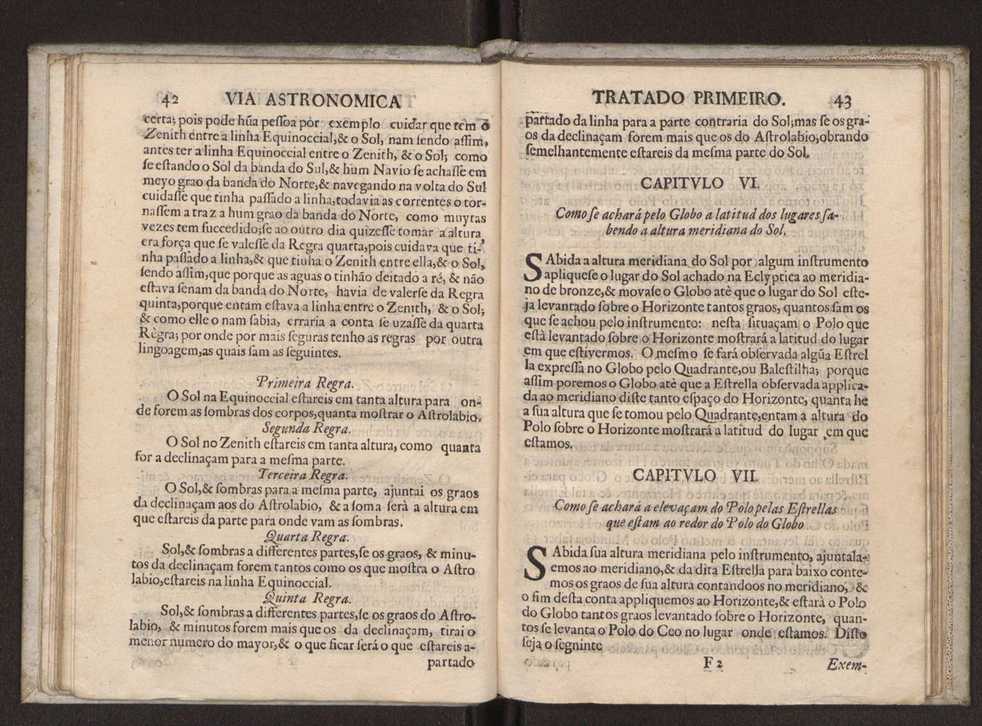 42 VIA ASTRONOMICA
certa; pois pode hũa peſſoa por exemplo cuidar que tem o
Zenith entre a linha Equinoccial,& o Sol, nam ſendo aſſim,
antes ter a linha Equinoccial entre o Zenith, & o Sol; como
ſe eſtando o Sol da banda do Sul,& hum Navio ſe achaſſe em
meyo grao da banda do Norte,& navegando na volta do Sul
cuidaſſe que tinha paſſado a linha,todavia as correntes o tor-
naſſem a traz a hum grao da banda do Norte, como muytas
vezes tem ſuccedido;ſe ao outro dia quizeſſe tomar a altura
era força que ſe valeſſe da Regra quarta,pois cuidava que ti-
nha paſſado a linha,& que tinha o Zenith entre ella,& o Sol,
ſendo aſſim,que porque as aguas o tinhão deitado a ré, & não
eſtava ſenam da banda do Norte, havia de valerſe da Regra
quinta,porque entam eſtava a linha entre o Zenith, & o Sol;
& como elle o nam ſabia, erraria a conta ſe uzaſſe da quarta
Règra; por onde por mais ſeguras tenho as regras por outra
lingoagem,as quais ſam as ſeguintes.
Primeira Regra.
O Sol na Equinoccial eſtareis em tanta altura para on-
de forem as ſombras dos corpos,quanta moſtrar o Aſtrolabio.
Segunda Regra.
O Sol no Zenith eſtareis em tanta altura, como quanta
for a declinaçam para a meſma parte.
Terceira Regra.
O Sol,& ſombras para a meſma parte, ajuntai os graos
da declinaçam aos do Aſtrolabio, & a ſoma ſerà a altura em
que eſtareis da parte para onde vam as ſombras.
Quarta Regra.
Sol,& ſombras a differentes partes,ſe os graos, & minu-
tos da declinaçam forem tantos como os que moſtra o Aſtro
labio,eſtareis na linha Equinoccial.
Quinta Regra.
Sol,& ſombras a differentes partes,ſe os graos do Aſtro-
labio, & minutos forem mais que os da declinaçam, tirai o
menor numero do mayor,& o que ficar ſerá o que eſtareis a-
partado
TRATADO PRIMEIRO. 43
partado da linha para a parte contraria do Sol;mas ſe os gra-
os da declinaçam forem mais que os do Aſtrolabio,obrando
ſemelhantemente eſtareis da meſma parte do Sol.
CAPITVLO VI.
Como ſe achará pelo Globo a latitud dos lugares ſa-
bendo a altura meridiana do Sol.
SAbida a altura meridiana do Sol por algum inſtrumento
apliqueſe o lugar do Sol achado na Eclyptica ao meridia-
no de bronze,& movaſe o Globo atè que o lugar do Sol eſte-
ja levantado ſobre o Horizonte tantos graos, quantos ſam os
que ſe achou pelo inſtrumento: neſta ſituaçam o Polo que
eſtà levantado ſobre o Horizonte moſtrará a latitud do lugar
em que eſtivermos. O meſmo ſe fará obſervada algũa Eſtrel
la expreſſa no Globo pelo Quadrante,ou Baleſtilha; porque
aſſim poremos o Globo atè que a Eſtrella obſervada applica-
da ao meridiano diſte tanto eſpaço do Horizonte, quanta he
a ſua altura que ſe tomou pelo Quadrante,entam a altura do
Polo ſobre o Horizonte moſtrará a latitud do lugar em que
eſtamos.
CAPITVLO VII.
Como ſe achará a elevaçam do Polo pelas Eſtrellas
que eſtam ao redor do Polo do Globo
SAbida ſua altura meridiana pelo inſtrumento, ajuntala-
emos ao meridiano,& da dita Eſtrella para baixo conte-
mos os graos de ſua altura contandoos no meridiano, &
o fim deſta conta appliquemos ao Horizonte,& eſtará o Polo
do Globo tantos graos levantado ſobre o Horizonte, quan-
tos ſe levanta o Polo do Ceo no lugar onde eſtamos. Diſto
ſeja o ſegninte
F 2 Exem-